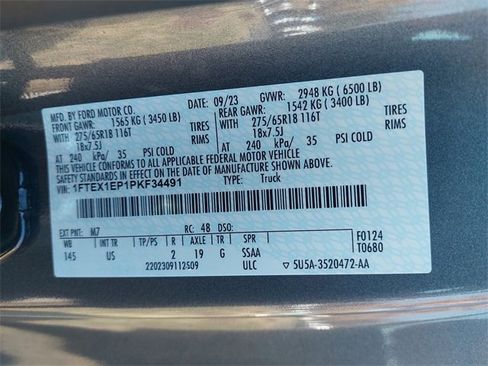 MFD. BY FORD MOTOR CO.
09/23 GVWR: 2948 KG ( 6500 LB)
FRONT GAWR: 1565 KG ( 3450 LB) REAR GAWR: 1542 KG ( 3400 LB)
WITH 275/65R18 116T TIRES WITH 275/65R18 116T TIRES
18x7.5J RIMS 18x7.5J RIMS
AT 240 kPa/ 35 PSI COLD AT 240 kPa/ 35 PSI COLD
THIS VEHICLE CONFORMS TO ALL APPLICABLE FEDERAL MOTOR VEHICLE
SAFETY STANDARDS IN EFFECT ON THE DATE OF MANUFACTURE SHOWN ABOVE.
VIN: 1FTEX1EP1PKF34491 TYPE: Truck
EXT PNT: M7 RC: 48 DSO: F0124
WB INT TR TP/PS R AXLE TR SPR T0680
145 US 2 19 G SSAA
2202309112509 ULC 5U5A-3520472-AA